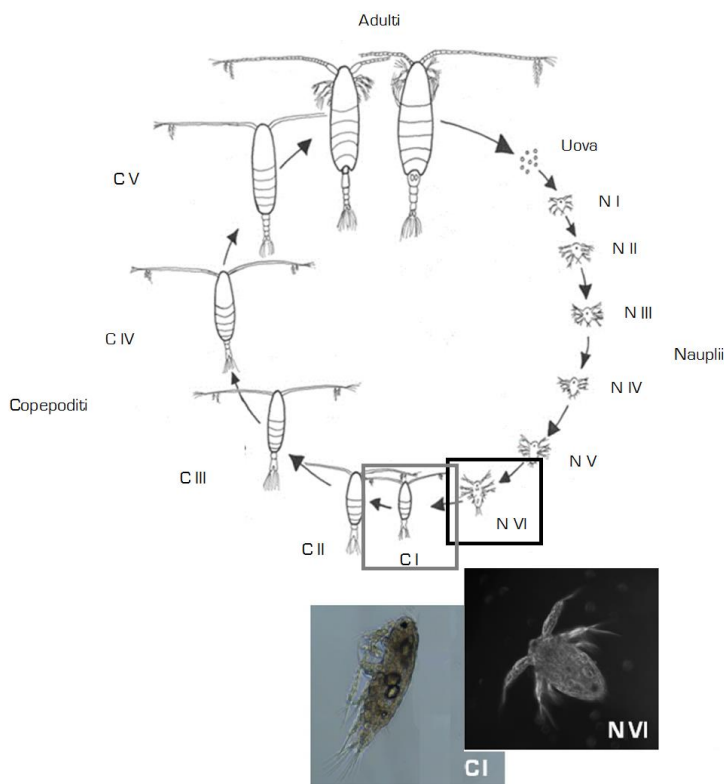 Adulti
Uova
N I
N II
N III
Nauplii
N IV
N V
N VI
C I
C II
C III
Copepoditi
C IV
C V
N VI
C I